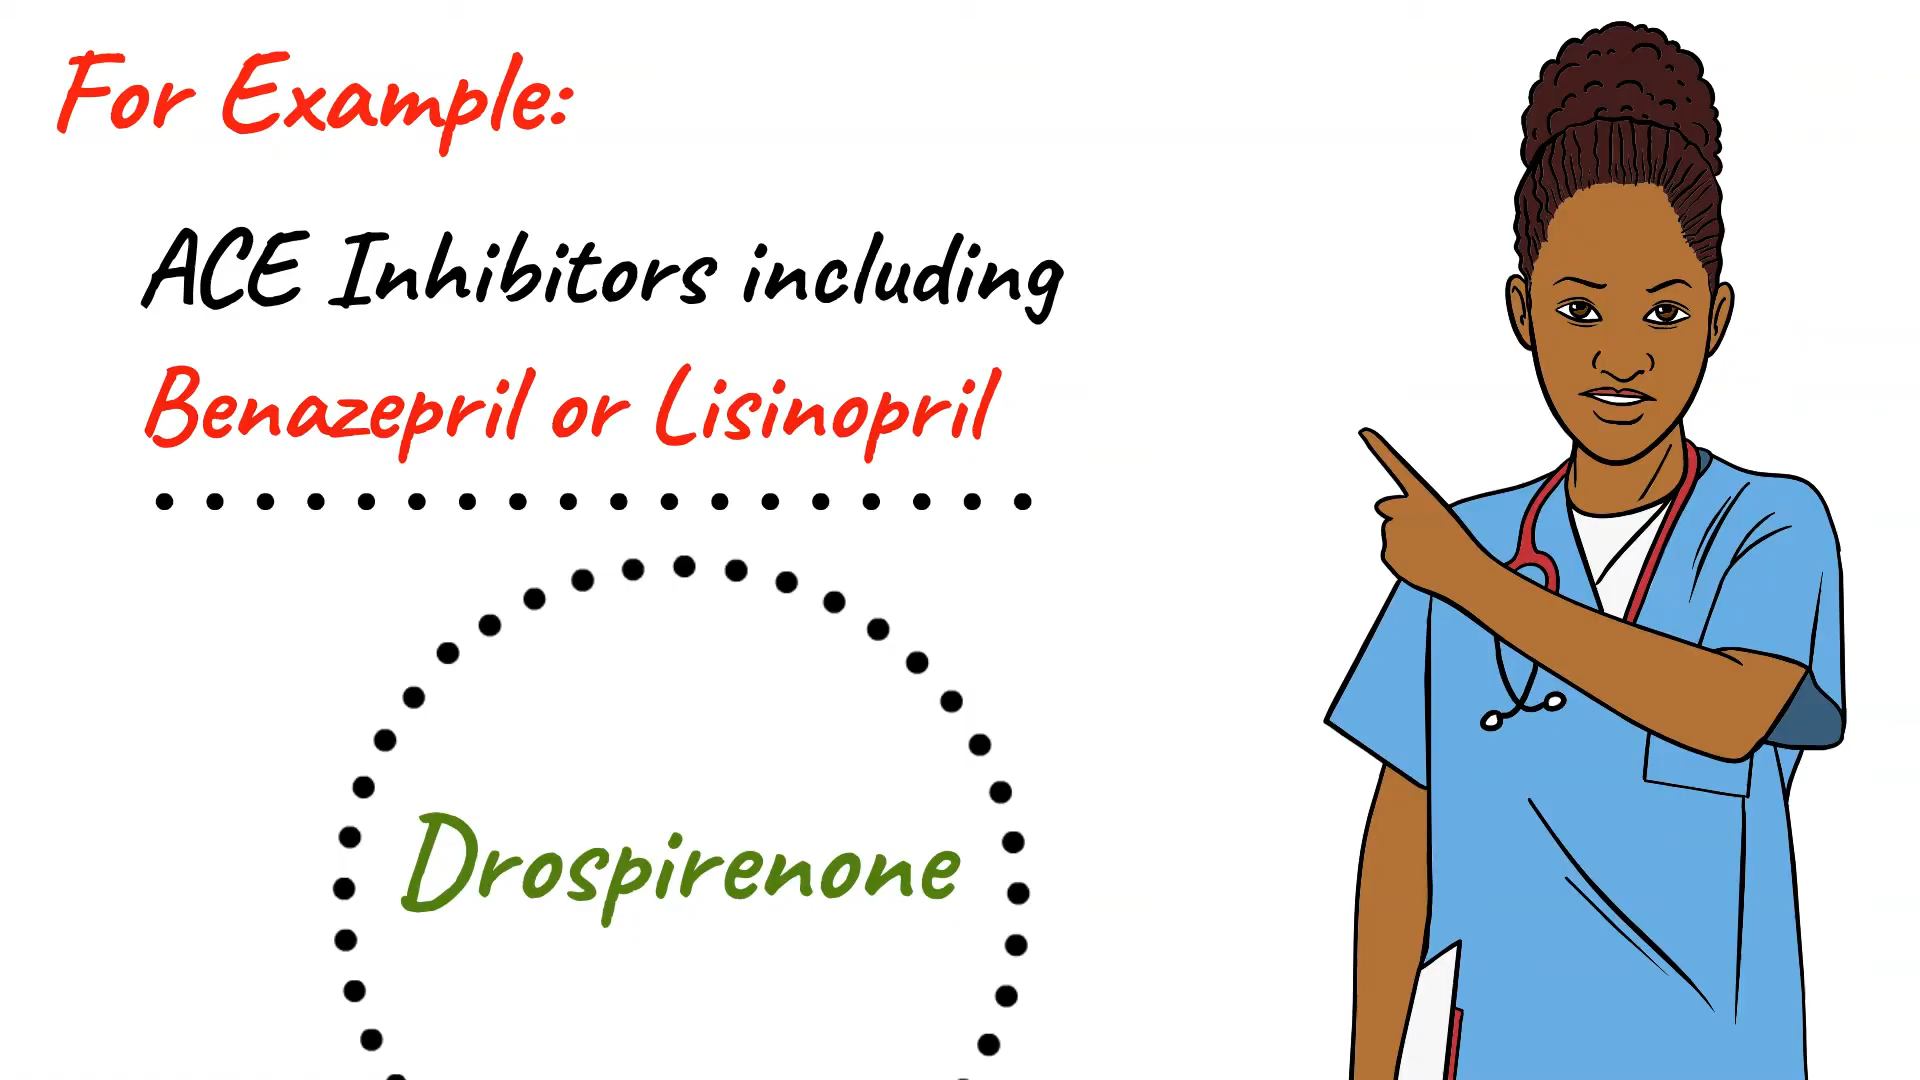 For Example:
ACE Inhibitors including
Benazepril or Lisinopril
Drospirenone